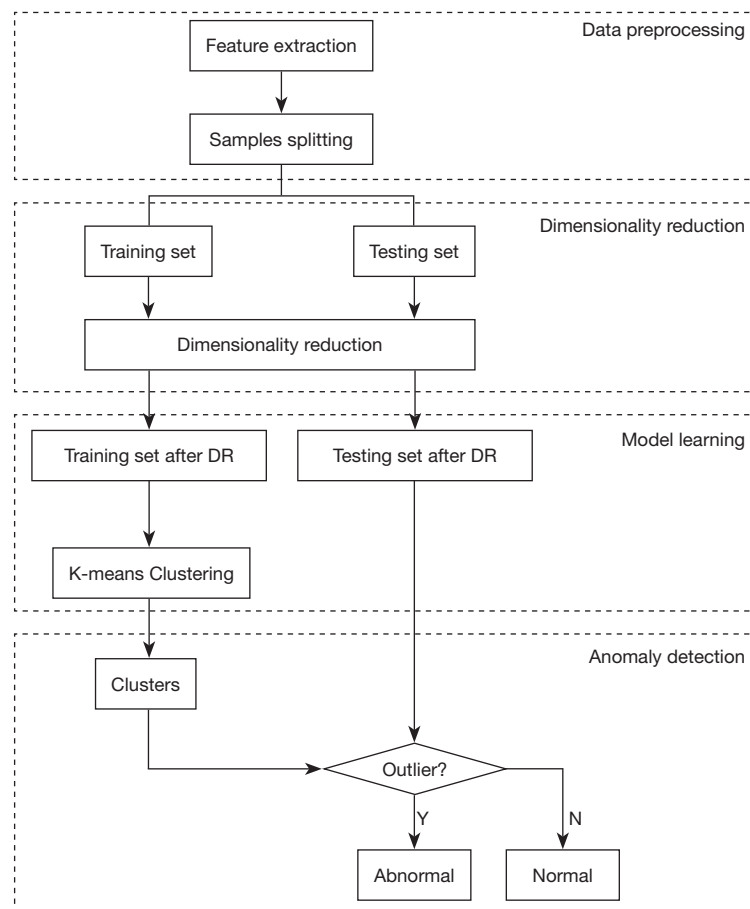 Data preprocessing
Feature extraction
Samples splitting
Dimensionality reduction
Training set
Testing set
Dimensionality reduction
Model learning
Training set after DR
Testing set after DR
K-means Clustering
Anomaly detection
Clusters
Outlier?
Y
N
Abnormal
Normal